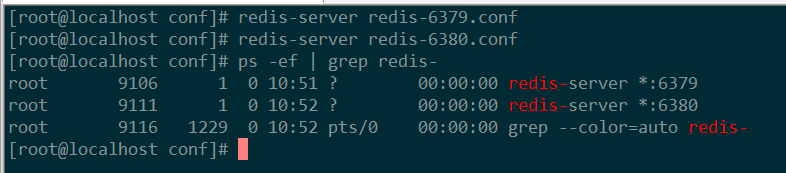 [root@localhost conf]# redis-server redis-6379.conf
[root@localhost conf]# redis-server redis-6380.conf
[root@localhost conf]# ps -ef | grep redis-
root       9106      1  0 10:51 ?        00:00:00 redis-server *:6379
root       9111      1  0 10:52 ?        00:00:00 redis-server *:6380
root       9116   1229  0 10:52 pts/0    00:00:00 grep --color=auto redis-
[root@localhost conf]#